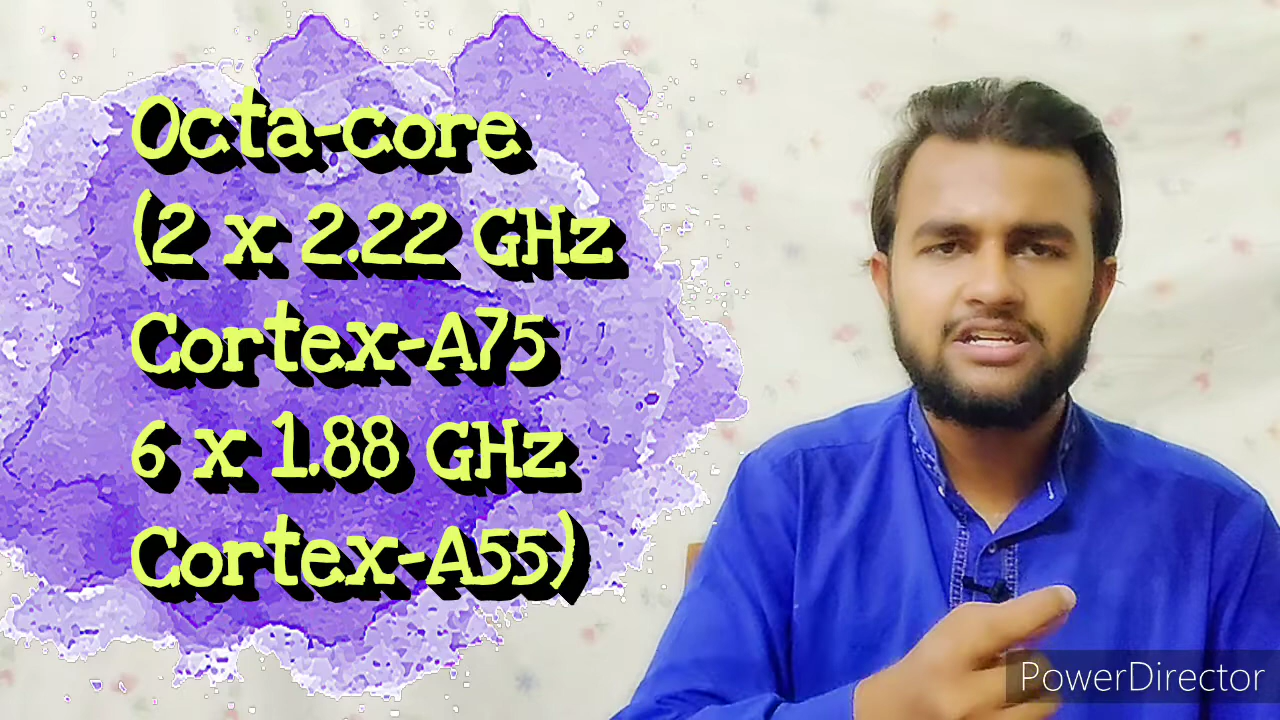 Octa-core
(2 x 2.22 GHz
Cortex-A75
6 x 1.88 GHz
Cortex-A55)
PowerDirector